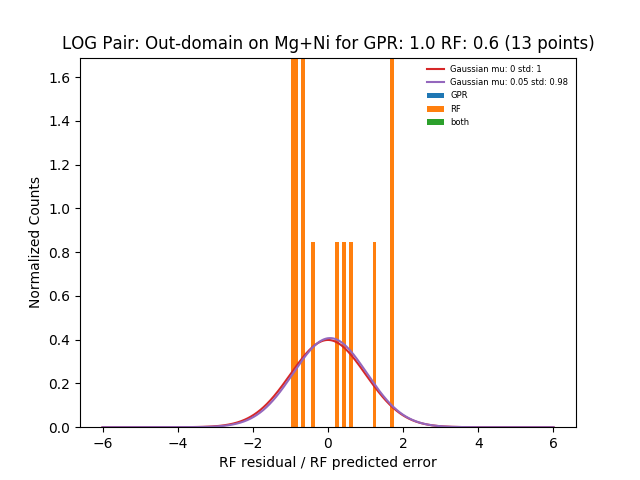 LOG Pair: Out-domain on Mg+Ni for GPR: 1.0 RF: 0.6 (13 points)
Gaussian mu: 0 std: 1
Gaussian mu: 0.05 std: 0.98
GPR
RF
both
Normalized Counts
1.6
1.4
1.2
1.0
0.8
0.6
0.4
0.2
0.0
−6
−4
−2
0
2
4
6
RF residual / RF predicted error